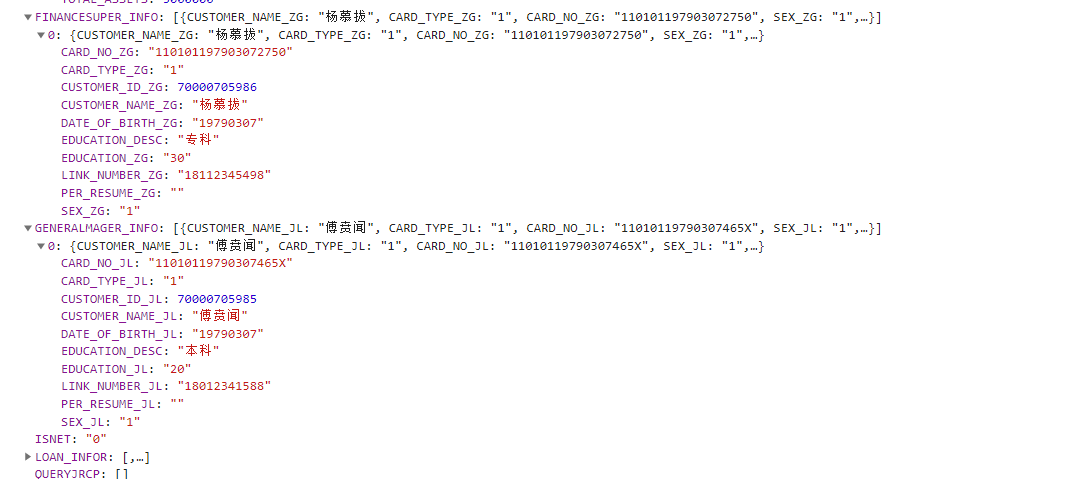 FINANCESUPER_INFO: [{CUSTOMER_NAME_ZG: "杨慕拔", CARD_TYPE_ZG: "1", CARD_NO_ZG: "110101197903072750", SEX_ZG: "1",…}]
0: {CUSTOMER_NAME_ZG: "杨慕拔", CARD_TYPE_ZG: "1", CARD_NO_ZG: "110101197903072750", SEX_ZG: "1",…}
CARD_NO_ZG: "110101197903072750"
CARD_TYPE_ZG: "1"
CUSTOMER_ID_ZG: 70000705986
CUSTOMER_NAME_ZG: "杨慕拔"
DATE_OF_BIRTH_ZG: "19790307"
EDUCATION_DESC: "专科"
EDUCATION_ZG: "30"
LINK_NUMBER_ZG: "18112345498"
PER_RESUME_ZG: ""
SEX_ZG: "1"
GENERALMAGER_INFO: [{CUSTOMER_NAME_JL: "傅贲闻", CARD_TYPE_JL: "1", CARD_NO_JL: "11010119790307465X", SEX_JL: "1",…}]
0: {CUSTOMER_NAME_JL: "傅贲闻", CARD_TYPE_JL: "1", CARD_NO_JL: "11010119790307465X", SEX_JL: "1",…}
CARD_NO_JL: "11010119790307465X"
CARD_TYPE_JL: "1"
CUSTOMER_ID_JL: 70000705985
CUSTOMER_NAME_JL: "傅贲闻"
DATE_OF_BIRTH_JL: "19790307"
EDUCATION_DESC: "本科"
EDUCATION_JL: "20"
LINK_NUMBER_JL: "18012341588"
PER_RESUME_JL: ""
SEX_JL: "1"
ISNET: "0"
LOAN_INFOR: [,…]
QUERYJRCP: []